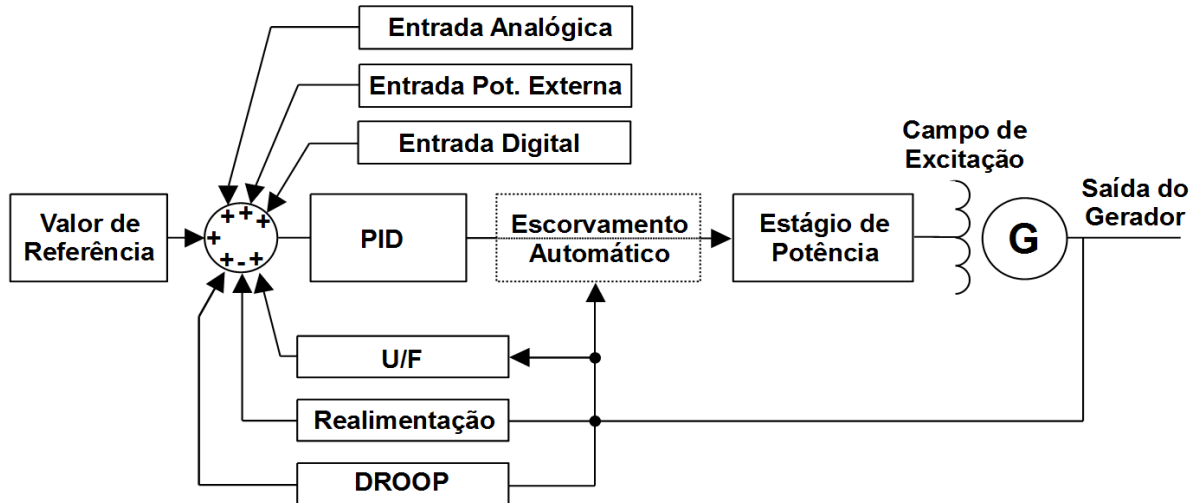 Entrada Analógica
Entrada Pot. Externa
Entrada Digital
Campo de
Excitação
Saída do
Gerador
Valor de
Referência
+ + + +
+ - +
PID
Escorvamento
Automático
Estágio de
Potência
G
U/F
Realimentação
DROOP